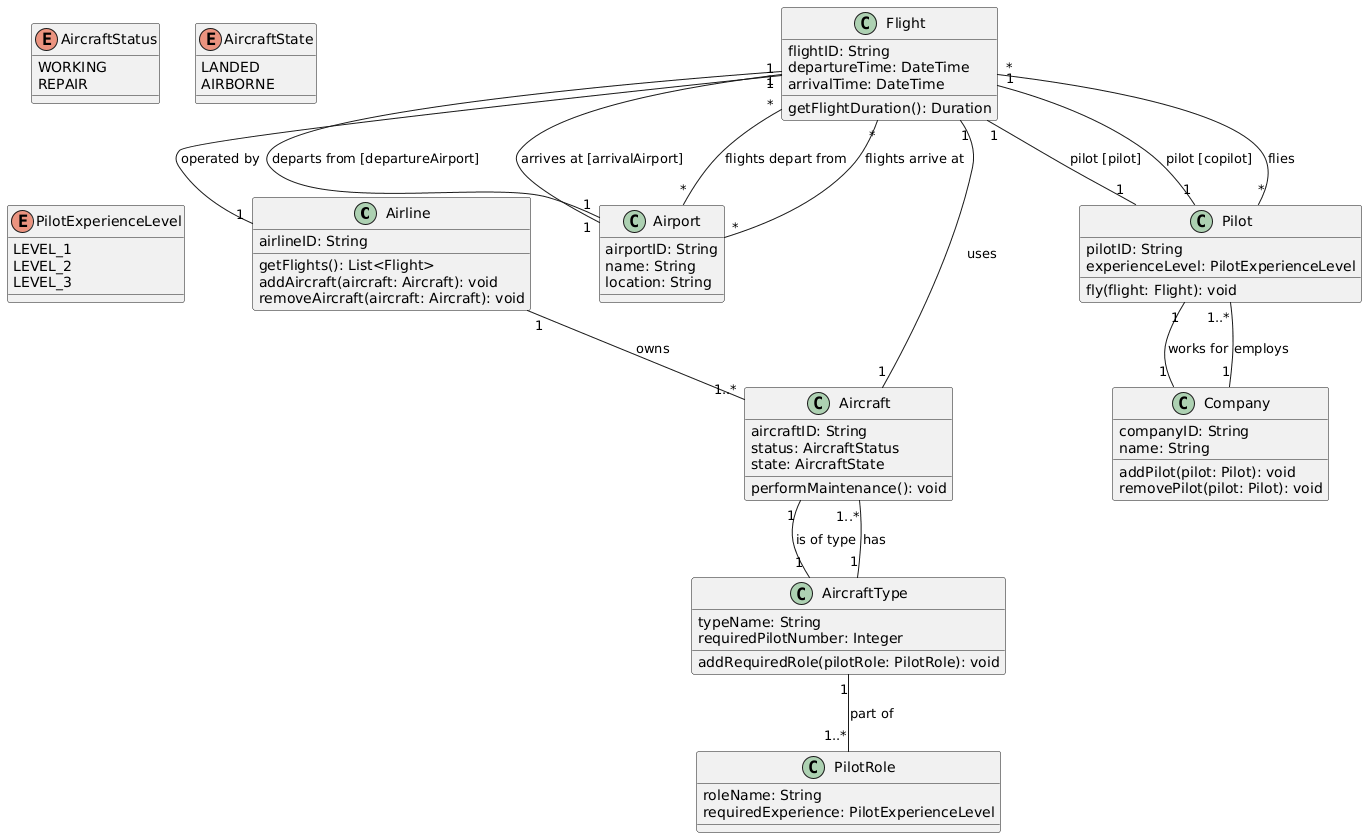 E AircraftStatus
WORKING
REPAIR
E AircraftState
LANDED
AIRBORNE
C Flight
flightID: String
departureTime: DateTime
arrivalTime: DateTime
getFlightDuration(): Duration
1
1
1
*
*
1
1
*
1
operated by
departs from [departureAirport]
arrives at [arrivalAirport]
flights depart from
flights arrive at
uses
pilot [pilot]
pilot [copilot]
flies
1
1
1
*
*
1
1
1
*
E PilotExperienceLevel
LEVEL_1
LEVEL_2
LEVEL_3
C Airline
airlineID: String
getFlights(): List<Flight>
addAircraft(aircraft: Aircraft): void
removeAircraft(aircraft: Aircraft): void
C Airport
airportID: String
name: String
location: String
C Pilot
pilotID: String
experienceLevel: PilotExperienceLevel
fly(flight: Flight): void
1
owns
1..*
1
works for
1
1..*
employs
1
C Aircraft
aircraftID: String
status: AircraftStatus
state: AircraftState
performMaintenance(): void
C Company
companyID: String
name: String
addPilot(pilot: Pilot): void
removePilot(pilot: Pilot): void
1
is of type
1
1..*
has
1
C AircraftType
typeName: String
requiredPilotNumber: Integer
addRequiredRole(pilotRole: PilotRole): void
1
part of
1..*
C PilotRole
roleName: String
requiredExperience: PilotExperienceLevel